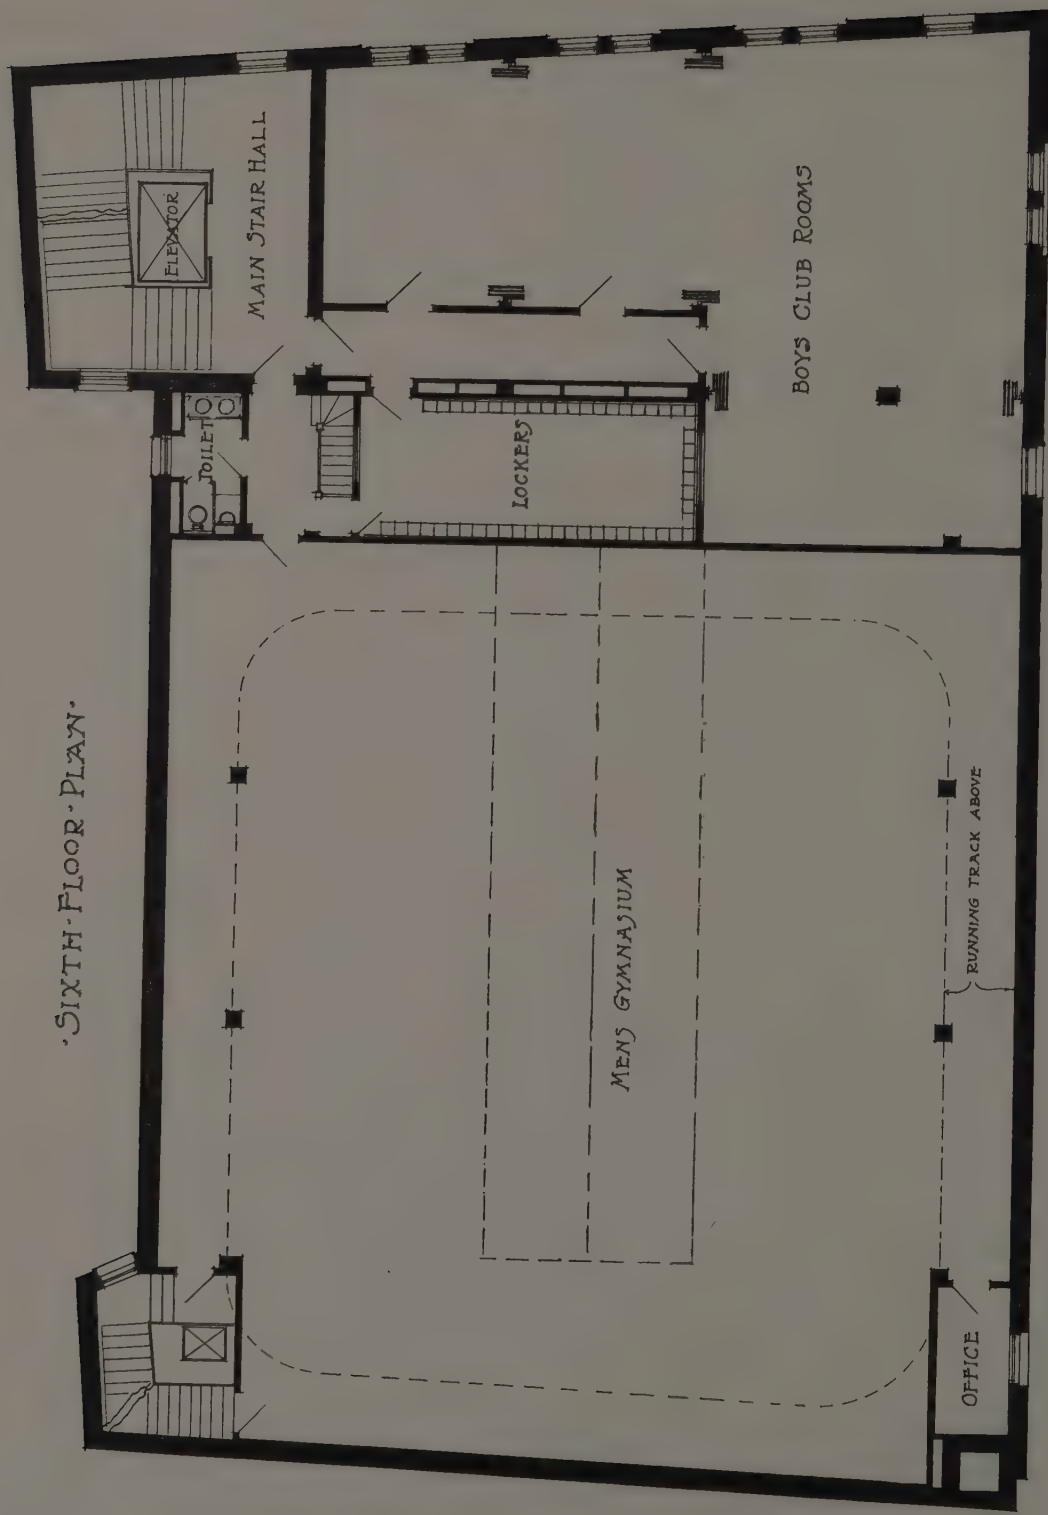 ·SIXTH·FLOOR·PLAN·
ELEVATOR
MAIN STAIR HALL
TOILET
LOCKERS
BOYS CLUB ROOMS
MENS GYMNASIUM
RUNNING TRACK ABOVE
OFFICE